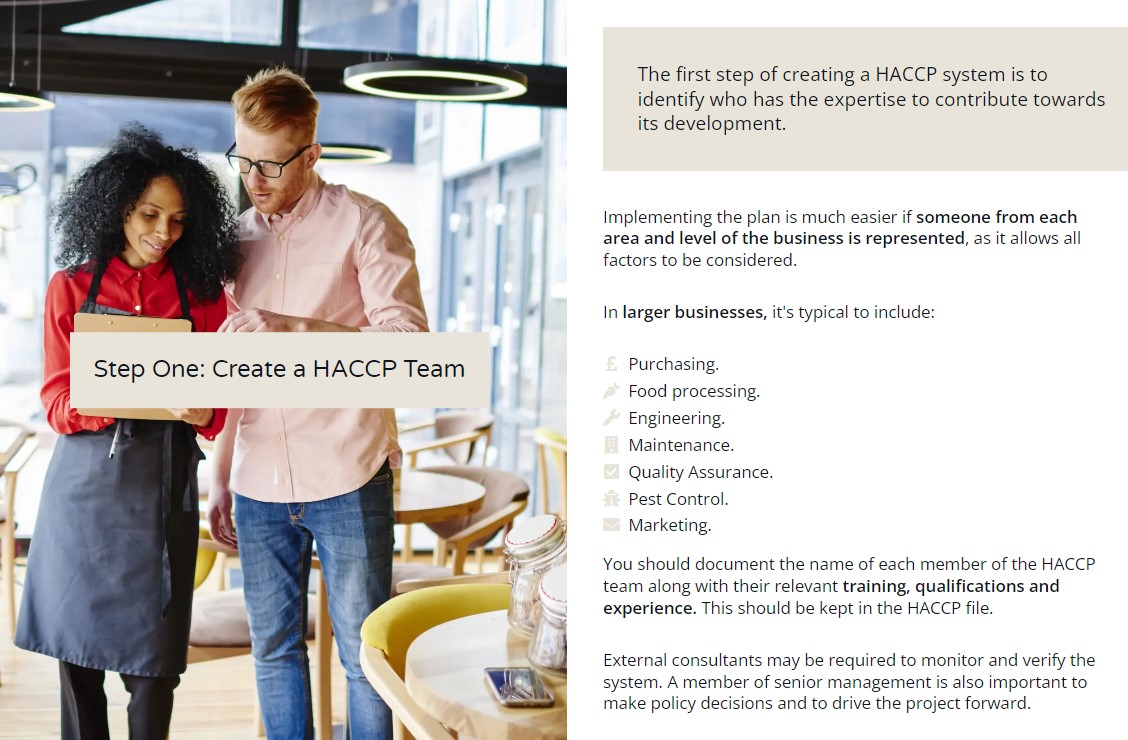 Step One: Create a HACCP Team
The first step of creating a HACCP system is to
identify who has the expertise to contribute towards
its development.
Implementing the plan is much easier if someone from each
area and level of the business is represented, as it allows all
factors to be considered.
In larger businesses, it's typical to include:
£ Purchasing.
Food processing.
Engineering.
Maintenance.
Quality Assurance.
Pest Control.
Marketing.
You should document the name of each member of the HACCP
team along with their relevant training, qualifications and
experience. This should be kept in the HACCP file.
External consultants may be required to monitor and verify the
system. A member of senior management is also important to
make policy decisions and to drive the project forward.